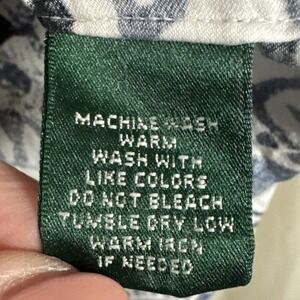 MACHINE WASH
WARM
WASH WITH
LIKE COLORS
DO NOT BLEACH
TUMBLE DRY LOW
WARM IRON
IF NEEDED